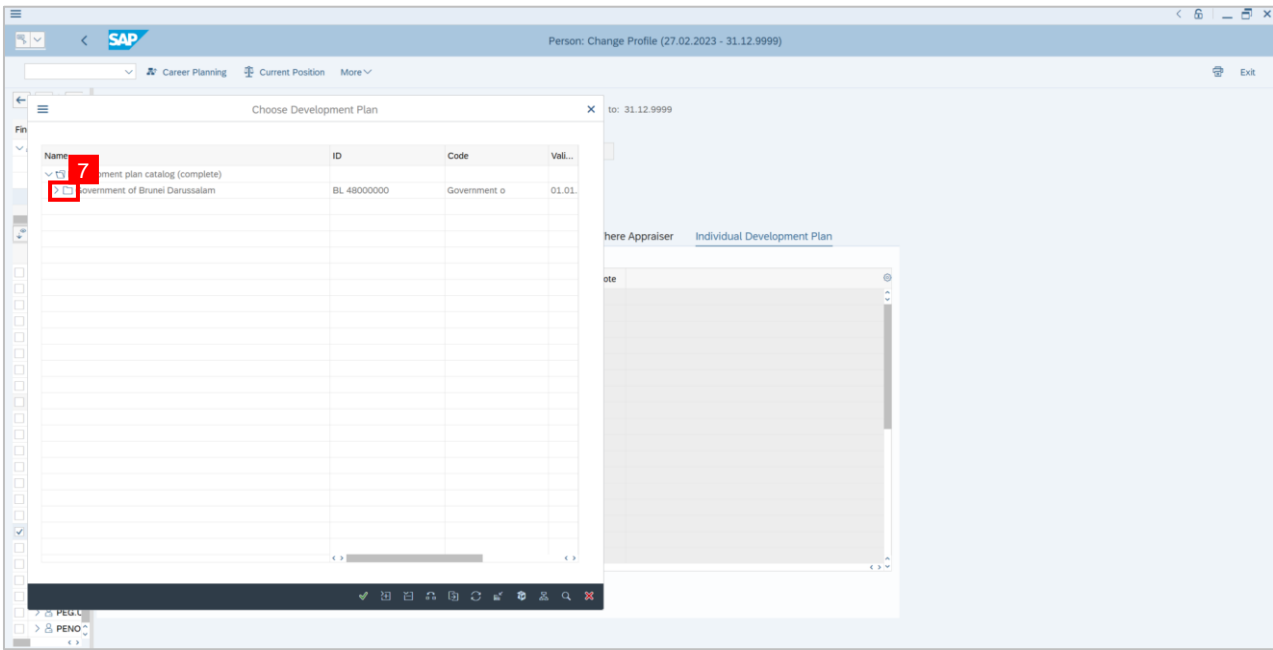 SAP
Person: Change Profile (27.02.2023 - 31.12.9999)
Career Planning Current Position More Exit
Choose Development Plan
to: 31.12.9999
Fin
Name ID Code Vali...
7
ment plan catalog (complete)
Government of Brunei Darussalam BL 48000000 Government o 01.01.
here Appraiser Individual Development Plan
ote
PEG.U
PENO